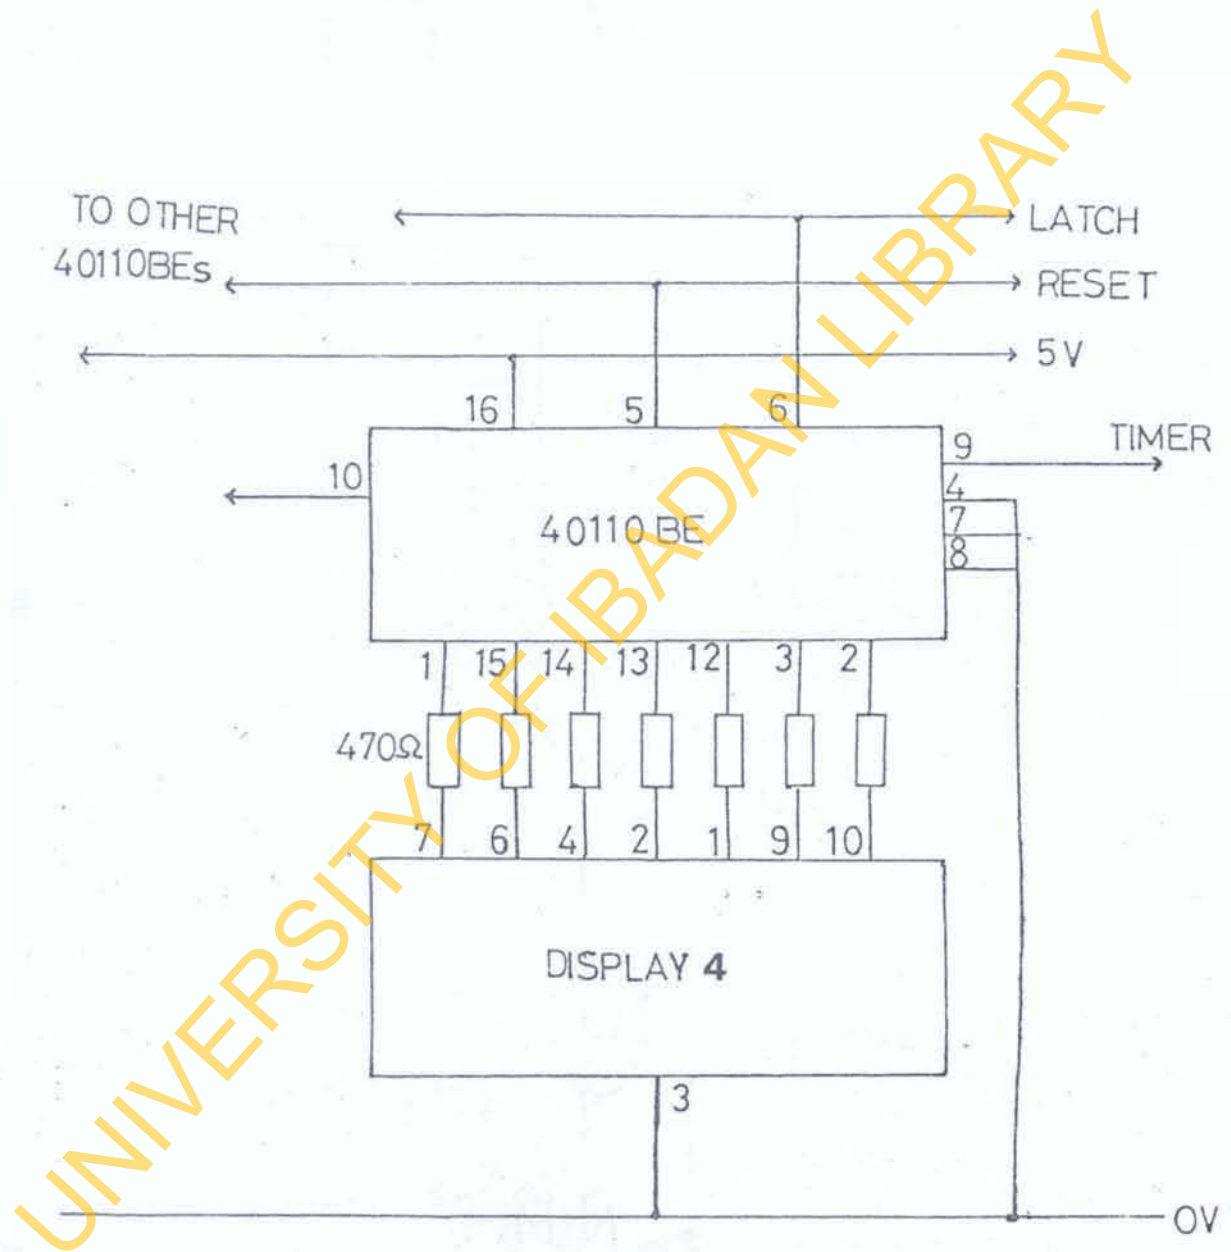 TO OTHER
40110BEs
LATCH
RESET
5V
16 5 6
10
9 TIMER
4
7
8
40110 BE
1 15 14 13 12 3 2
470Ω
7 6 4 2 1 9 10
DISPLAY 4
3
0V
UNIVERSITY OF IBADAN LIBRARY